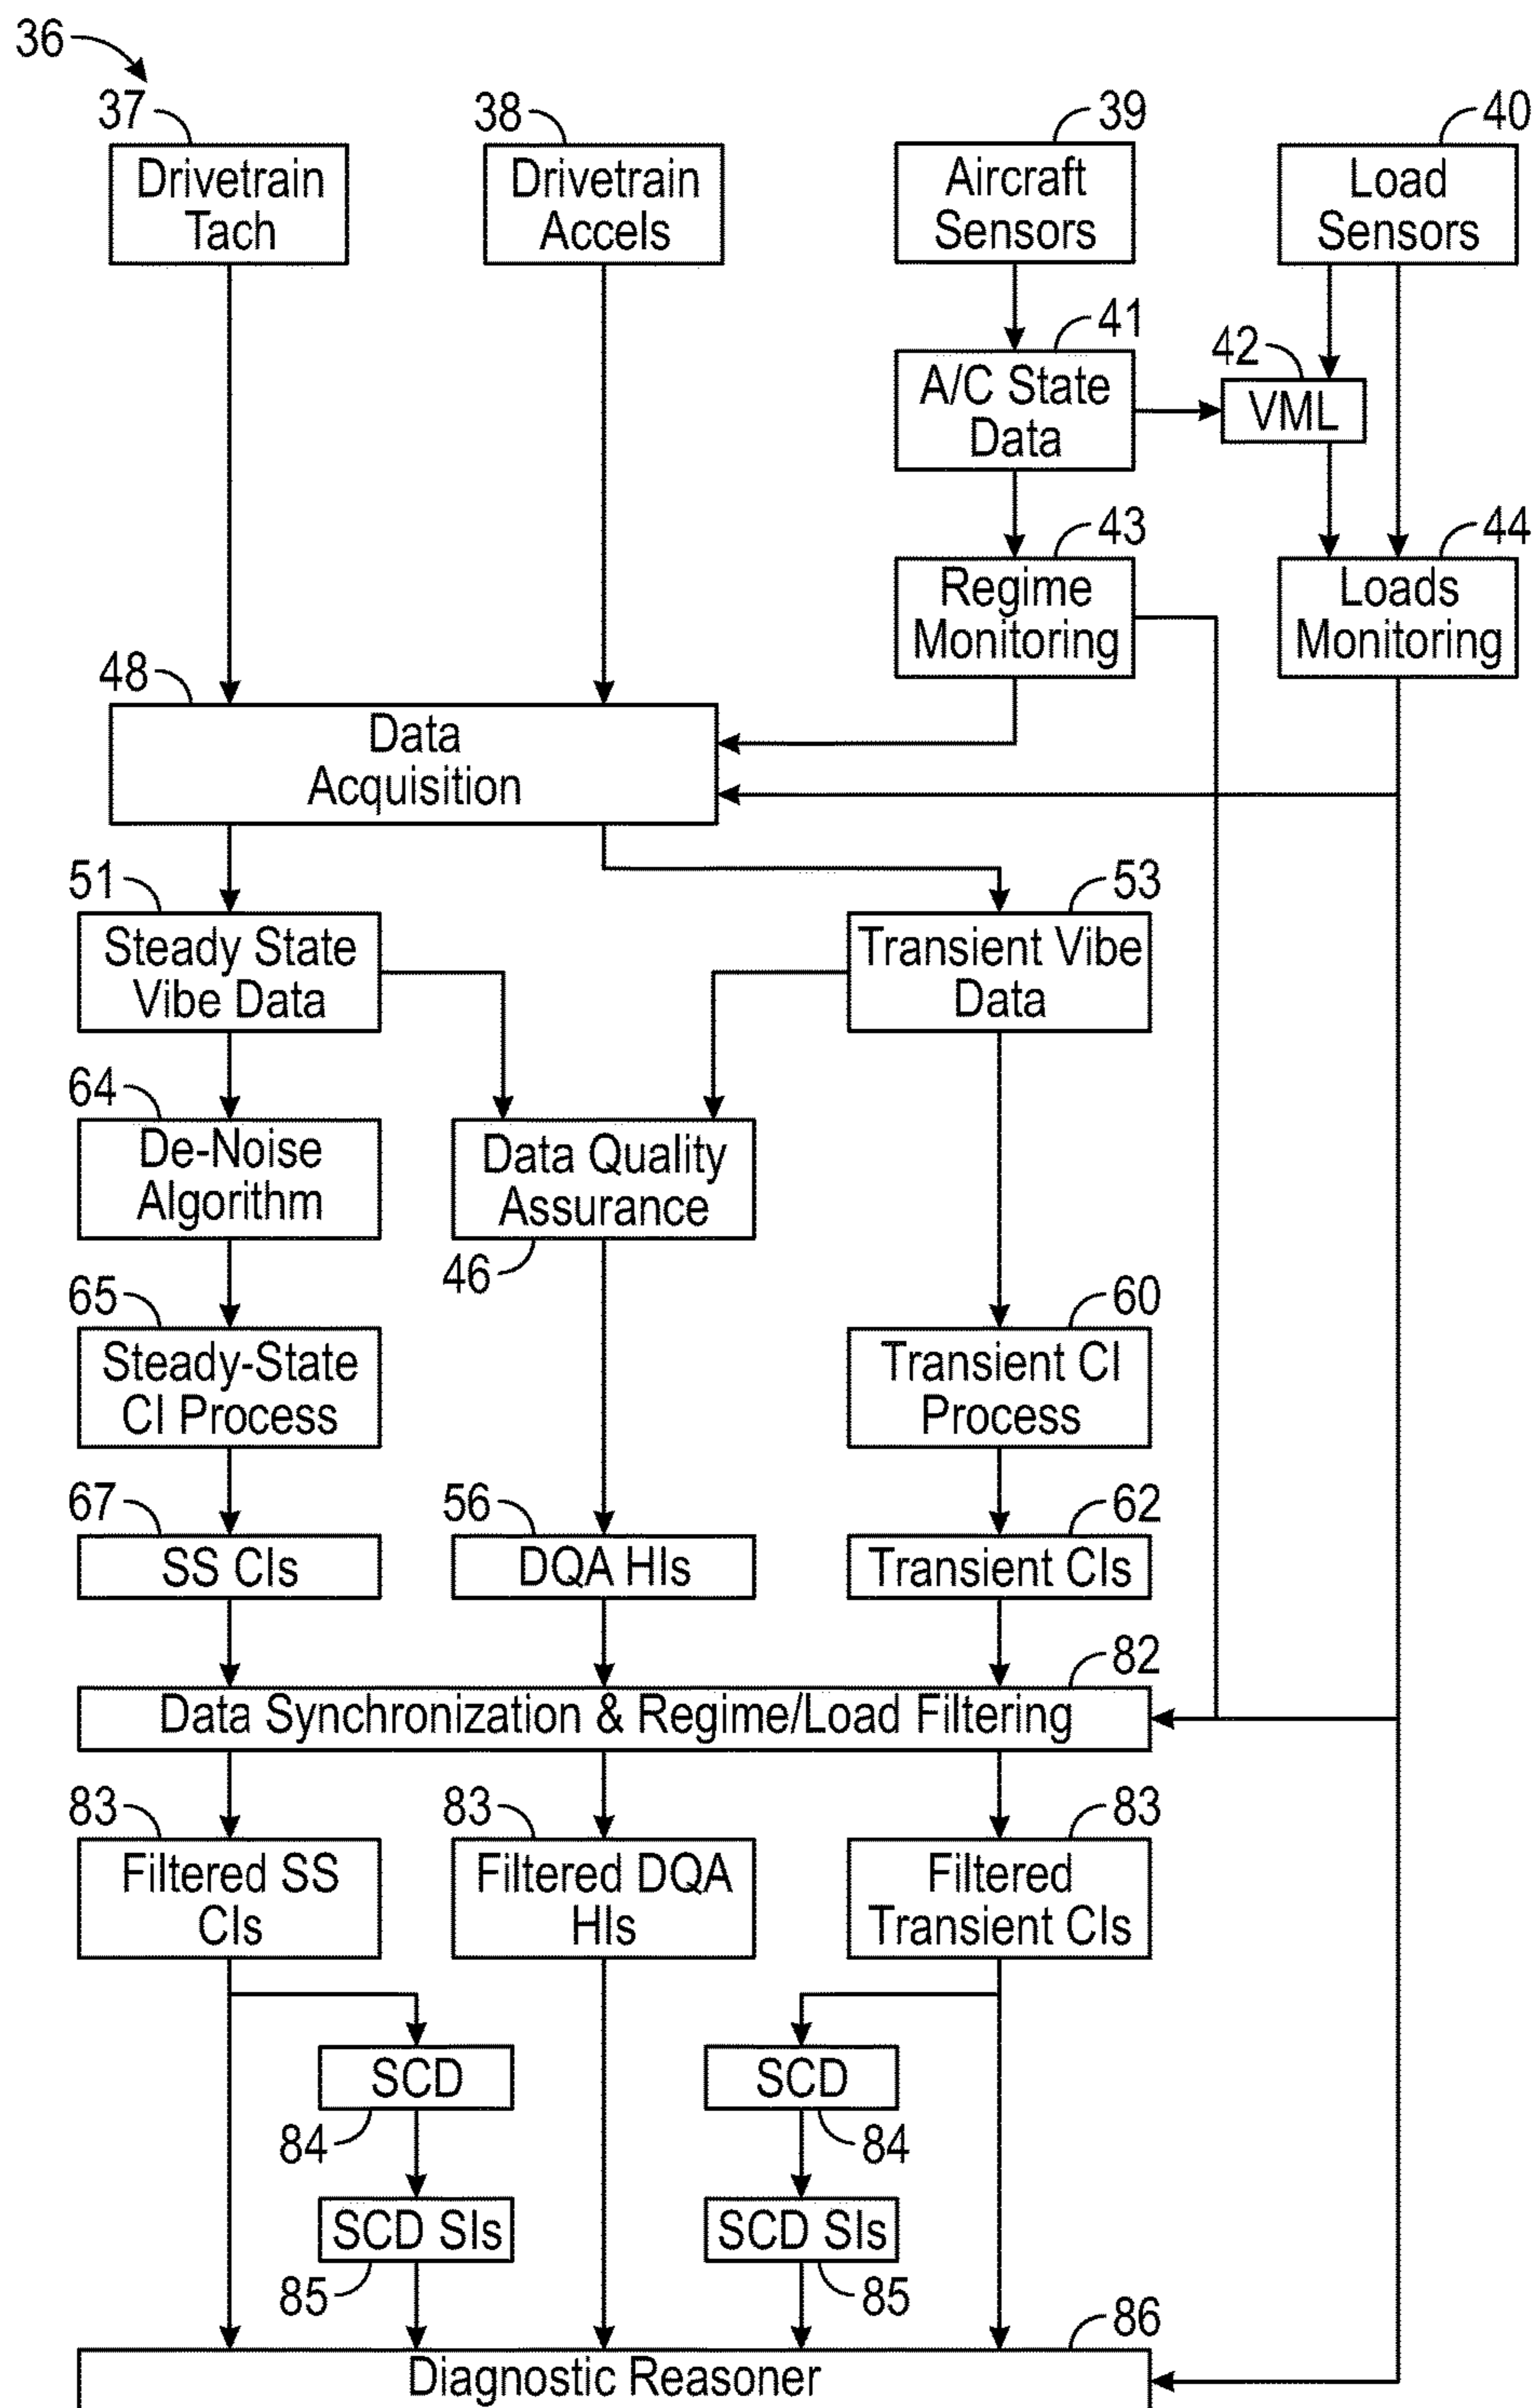 36
37
38
39
40
Drivetrain
Tach
Drivetrain
Accels
Aircraft
Sensors
Load
Sensors
41
42
A/C State
Data
VML
43
44
Regime
Monitoring
Loads
Monitoring
48
Data
Acquisition
51
53
Steady State
Vibe Data
Transient Vibe
Data
64
De-Noise
Algorithm
Data Quality
Assurance
46
65
60
Steady-State
CI Process
Transient CI
Process
67
56
62
SS CIs
DQA HIs
Transient CIs
82
Data Synchronization & Regime/Load Filtering
83
83
83
Filtered SS
CIs
Filtered DQA
HIs
Filtered
Transient CIs
SCD
SCD
84
84
SCD SIs
SCD SIs
85
85
86
Diagnostic Reasoner